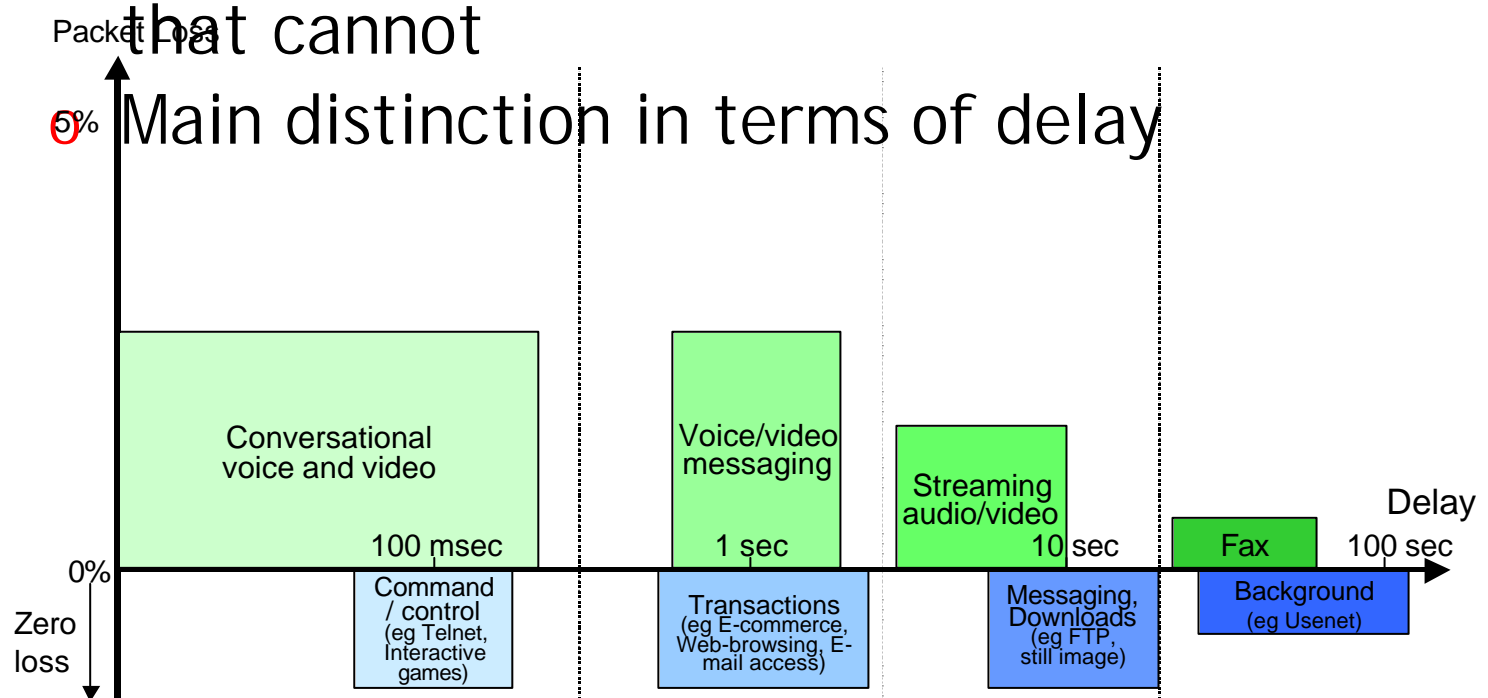 that cannot
Packet Loss
5%
o Main distinction in terms of delay
Conversational
voice and video
Voice/video
messaging
Streaming
audio/video
Delay
100 msec
1 sec
10 sec
Fax
100 sec
0%
Zero
loss
Command
/ control
(eg Telnet,
Interactive
games)
Transactions
(eg E-commerce,
Web-browsing, E-
mail access)
Messaging,
Downloads
(eg FTP,
still image)
Background
(eg Usenet)